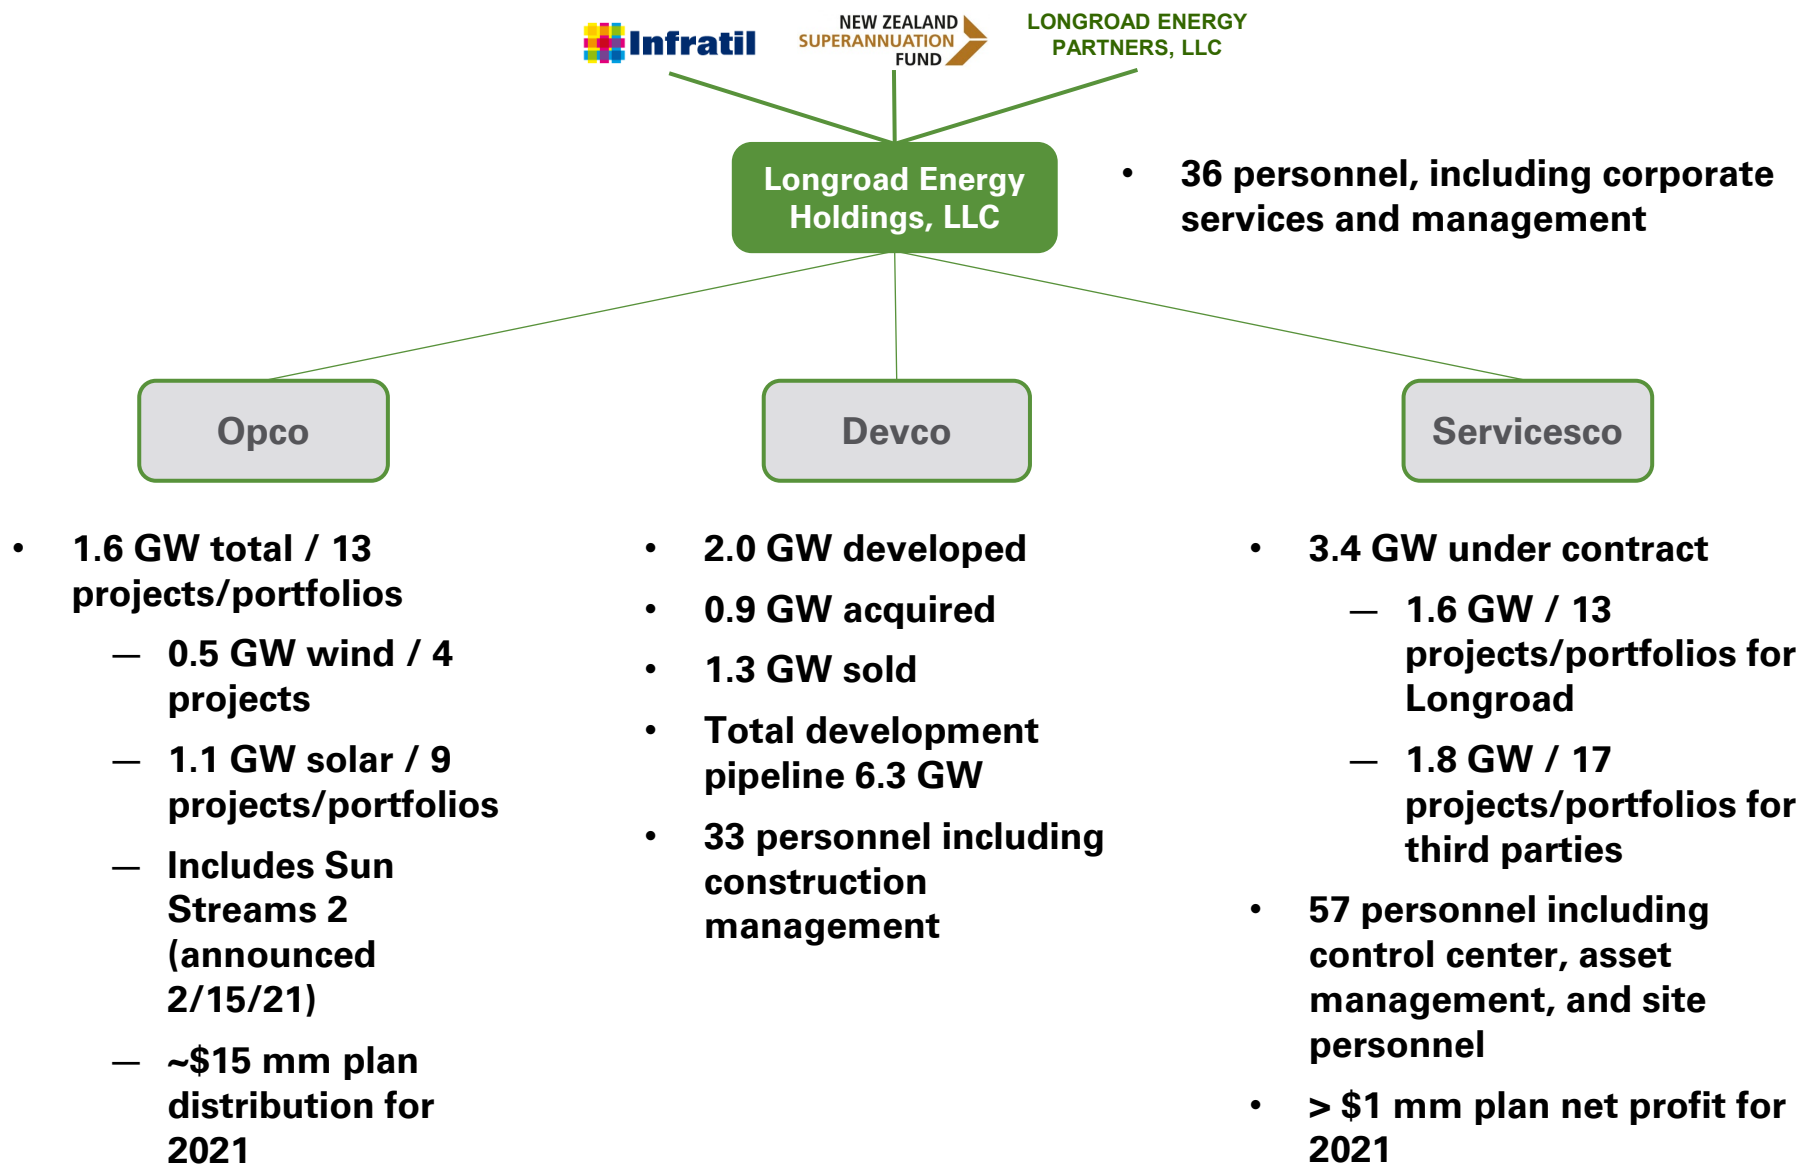 Infratil
NEW ZEALAND
SUPERANNUATION
FUND
LONGROAD ENERGY
PARTNERS, LLC
Longroad Energy
Holdings, LLC
• 36 personnel, including corporate
services and management
Opco
Devco
Servicesco
• 1.6 GW total / 13
projects/portfolios
— 0.5 GW wind / 4
projects
— 1.1 GW solar / 9
projects/portfolios
— Includes Sun
Streams 2
(announced
2/15/21)
— ~$15 mm plan
distribution for
2021
• 2.0 GW developed
• 0.9 GW acquired
• 1.3 GW sold
• Total development
pipeline 6.3 GW
• 33 personnel including
construction
management
• 3.4 GW under contract
— 1.6 GW / 13
projects/portfolios for
Longroad
— 1.8 GW / 17
projects/portfolios for
third parties
• 57 personnel including
control center, asset
management, and site
personnel
• > $1 mm plan net profit for
2021